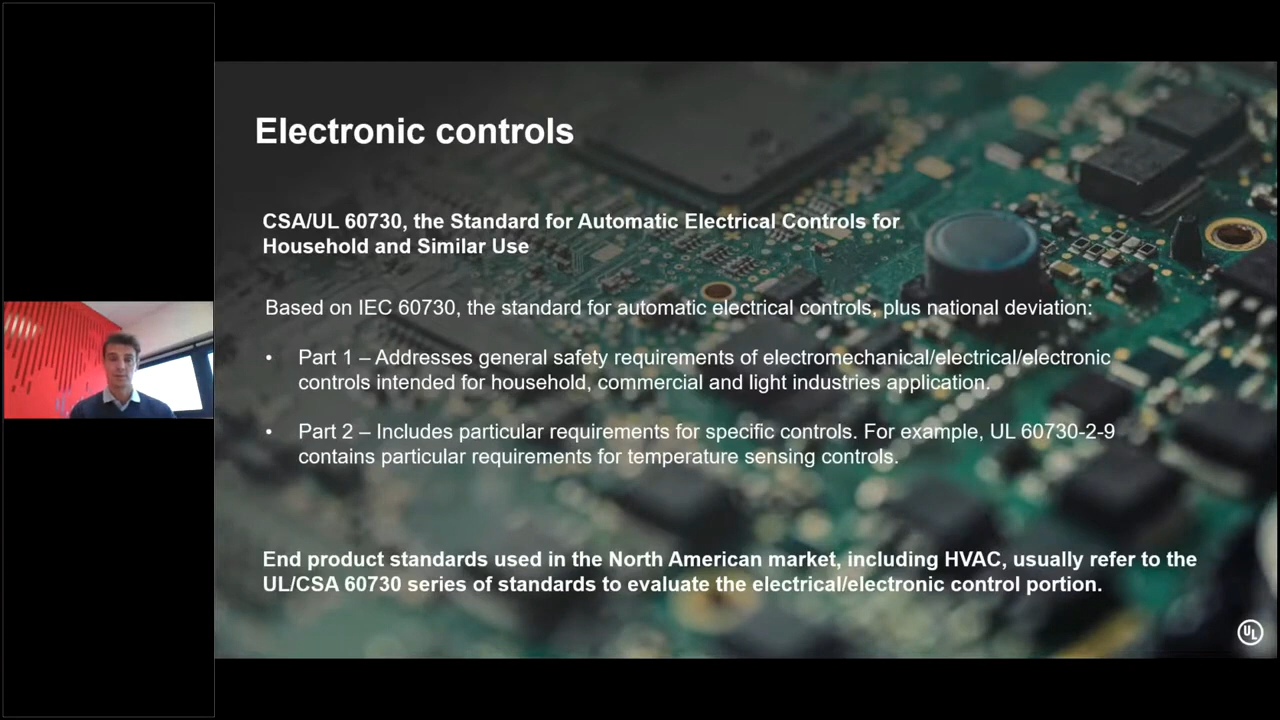 Electronic controls
CSA/UL 60730, the Standard for Automatic Electrical Controls for
Household and Similar Use
Based on IEC 60730, the standard for automatic electrical controls, plus national deviation:
• Part 1 – Addresses general safety requirements of electromechanical/electrical/electronic
controls intended for household, commercial and light industries application.
• Part 2 – Includes particular requirements for specific controls. For example, UL 60730-2-9
contains particular requirements for temperature sensing controls.
End product standards used in the North American market, including HVAC, usually refer to the
UL/CSA 60730 series of standards to evaluate the electrical/electronic control portion.
UL